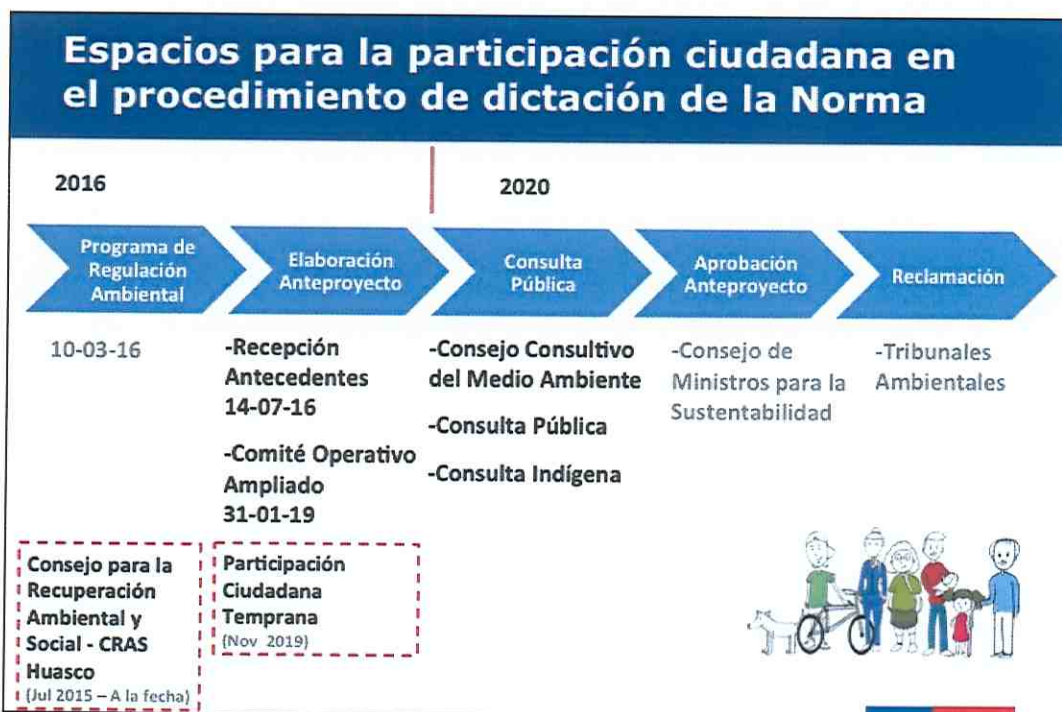 Espacios para la participación ciudadana en
el procedimiento de dictación de la Norma
2016
2020
Programa de
Regulación
Ambiental
Elaboración
Anteproyecto
Consulta
Pública
Aprobación
Anteproyecto
Reclamación
10-03-16
-Recepción
Antecedentes
14-07-16
-Comité Operativo
Ampliado
31-01-19
-Consejo Consultivo
del Medio Ambiente
-Consulta Pública
-Consulta Indígena
-Consejo de
Ministros para la
Sustentabilidad
-Tribunales
Ambientales
Consejo para la
Recuperación
Ambiental y
Social - CRAS
Huasco
(Jul 2015 – A la fecha)
Participación
Ciudadana
Temprana
(Nov 2019)